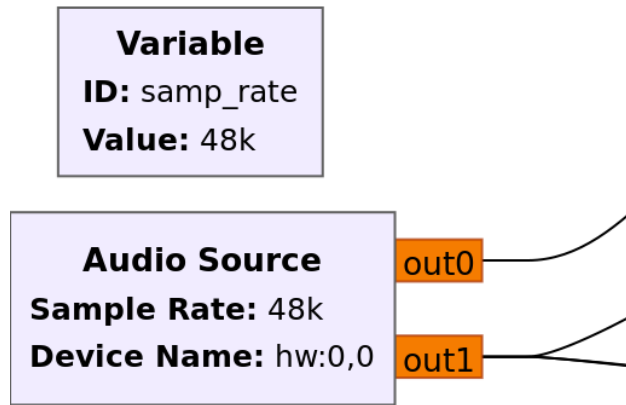 Variable
ID: samp_rate
Value: 48k
Audio Source
Sample Rate: 48k
Device Name: hw:0,0
out0
out1